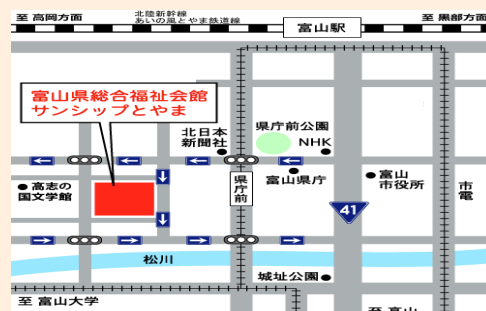 至 高岡方面
北陸新幹線
あいの風とやま鉄道線
富山駅
至 黒部方面
富山県総合福祉会館
サンシップとやま
北日本
新聞社
県庁前公園
NHK
富山県庁
富山
市役所
市電
高志の
国文学館
県庁前
41
松川
城址公園
至 富山大学
至 高山